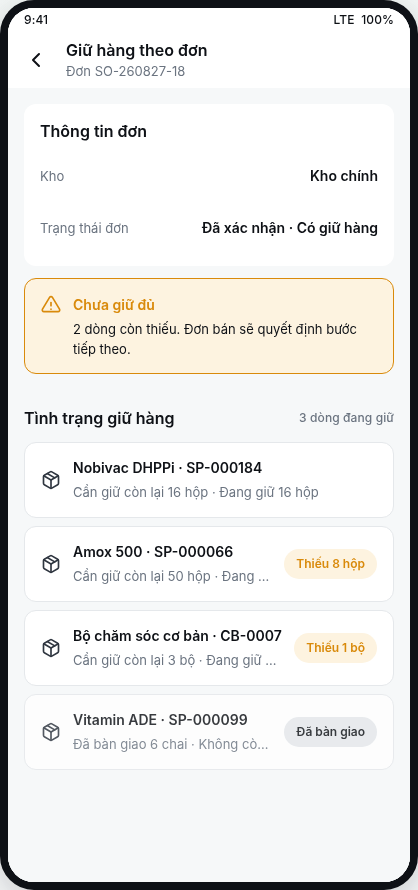 9:41
LTE 100%
Giữ hàng theo đơn
Đơn SO-260827-18
Thông tin đơn
Kho
Kho chính
Trạng thái đơn
Đã xác nhận · Có giữ hàng
Chưa giữ đủ
2 dòng còn thiếu. Đơn bán sẽ quyết định bước
tiếp theo.
Tình trạng giữ hàng
3 dòng đang giữ
Nobivac DHPPi · SP-000184
Cần giữ còn lại 16 hộp · Đang giữ 16 hộp
Amox 500 · SP-000066
Cần giữ còn lại 50 hộp · Đang ...
Thiếu 8 hộp
Bộ chăm sóc cơ bản · CB-0007
Cần giữ còn lại 3 bộ · Đang giữ ...
Thiếu 1 bộ
Vitamin ADE · SP-000099
Đã bàn giao 6 chai · Không cò...
Đã bàn giao